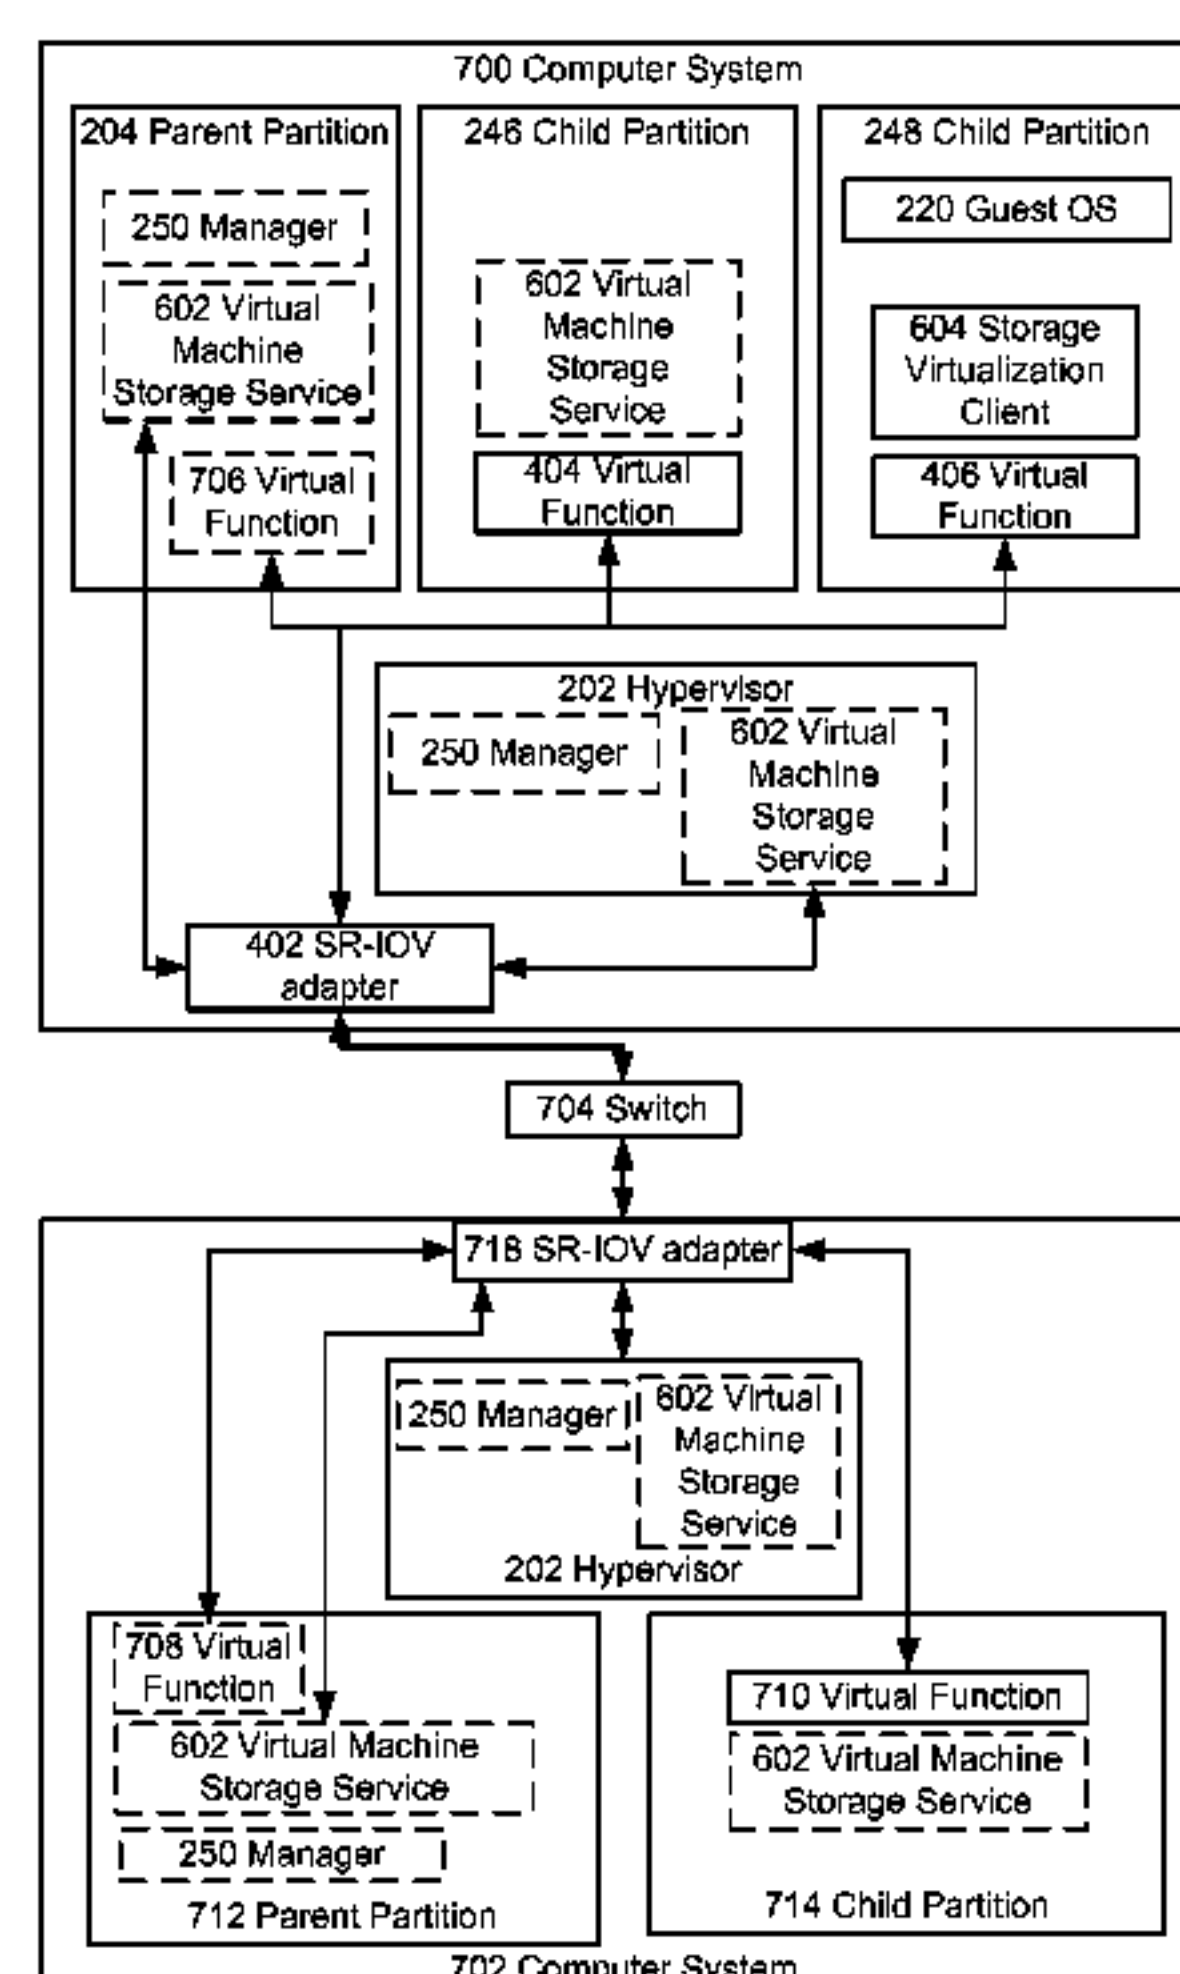 700 Computer System
204 Parent Partition
250 Manager
602 Virtual
Machine
Storage Service
706 Virtual
Function
246 Child Partition
602 Virtual
Machine
Storage
Service
404 Virtual
Function
248 Child Partition
220 Guest OS
604 Storage
Virtualization
Client
406 Virtual
Function
202 Hypervisor
250 Manager
602 Virtual
Machine
Storage
Service
402 SR-IOV
adapter
704 Switch
718 SR-IOV adapter
250 Manager
602 Virtual
Machine
Storage
Service
202 Hypervisor
708 Virtual
Function
602 Virtual Machine
Storage Service
250 Manager
712 Parent Partition
710 Virtual Function
602 Virtual Machine
Storage Service
714 Child Partition
702 Computer System